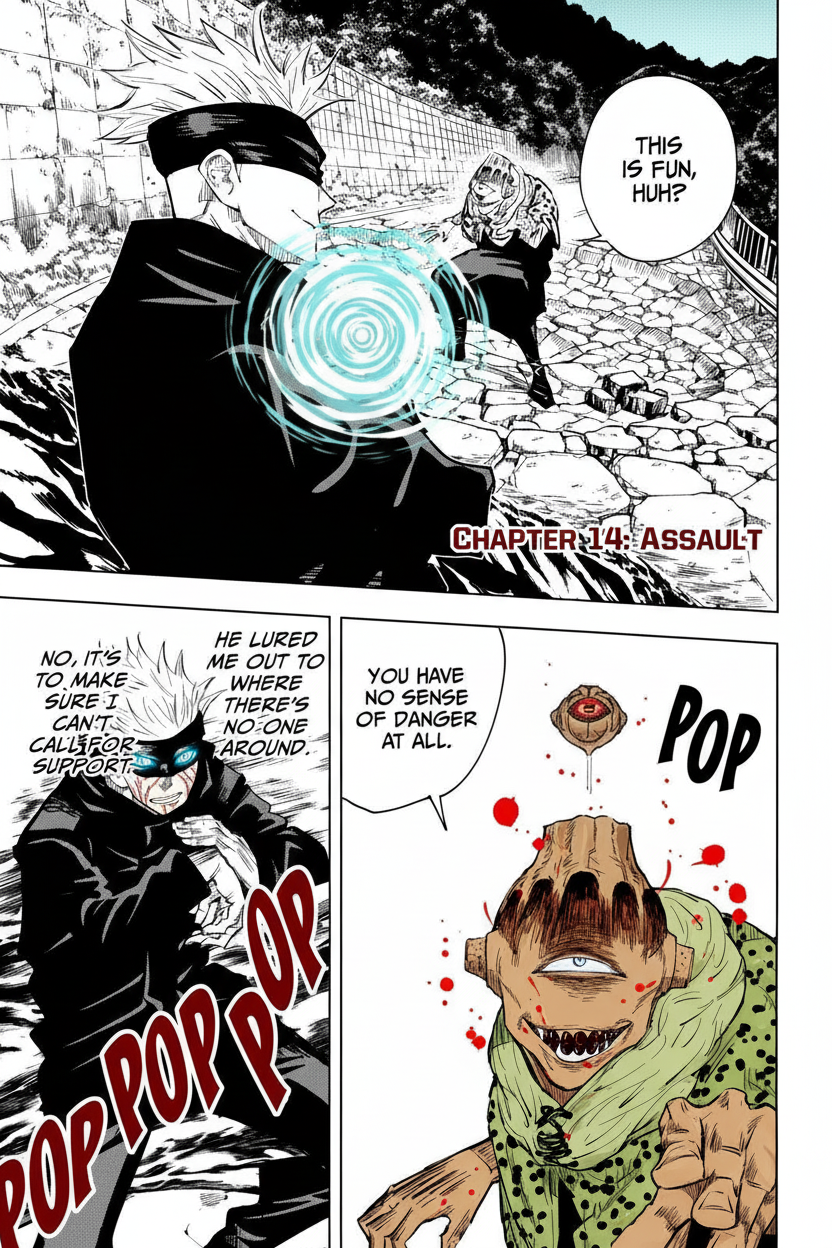 THIS
IS FUN,
HUH?
CHAPTER 14: ASSAULT
YOU HAVE
NO SENSE
OF DANGER
AT ALL.
POP
HE LURED
ME OUT TO
WHERE
THERE'S
NO ONE
AROUND.
NO, IT'S
TO MAKE
SURE I
CAN'T
CALL FOR
SUPPORT.
POP
POP
POP